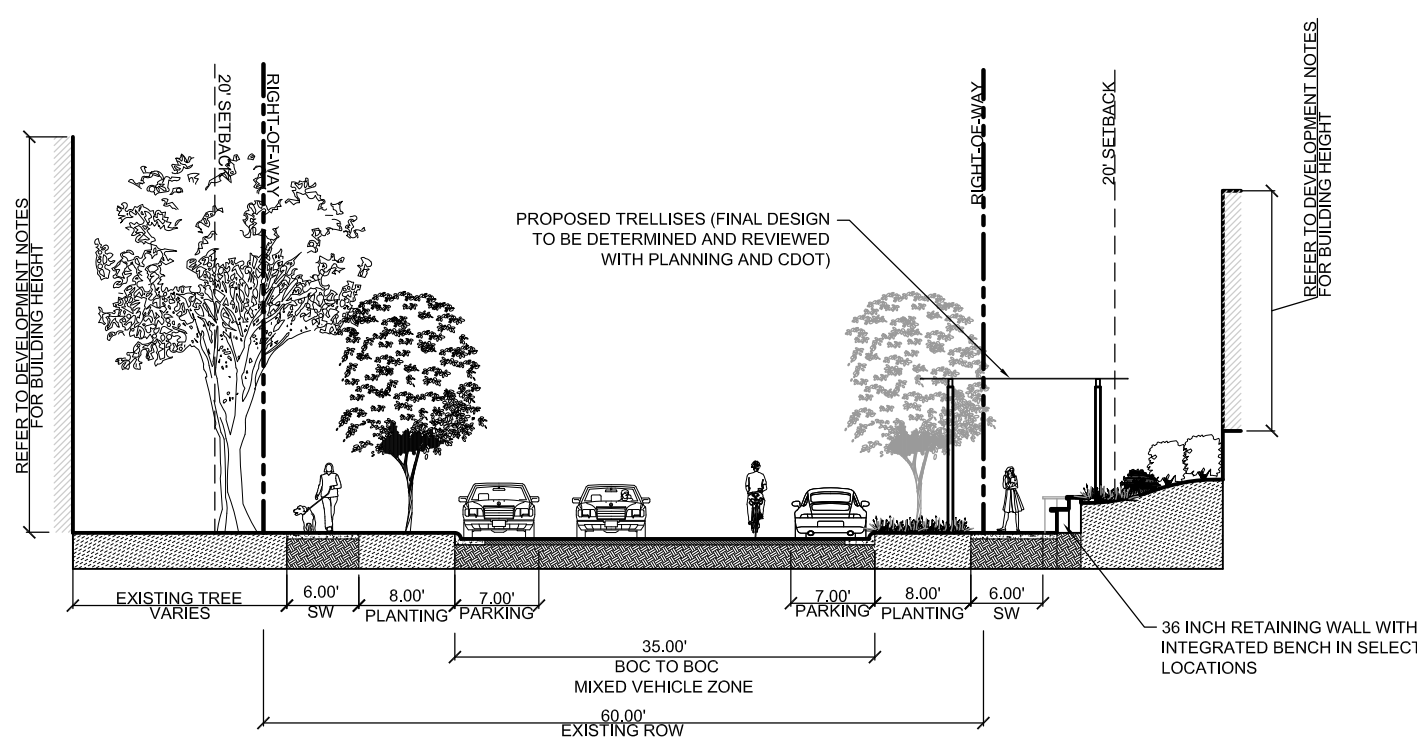 REFER TO DEVELOPMENT NOTES
FOR BUILDING HEIGHT
20' SETBACK
RIGHT-OF-WAY
PROPOSED TRELLISES (FINAL DESIGN
TO BE DETERMINED AND REVIEWED
WITH PLANNING AND CDOT)
RIGHT-OF-WAY
20' SETBACK
REFER TO DEVELOPMENT NOTES
FOR BUILDING HEIGHT
EXISTING TREE
VARIES
6.00'
SW
8.00'
PLANTING
7.00'
PARKING
7.00'
PARKING
8.00'
PLANTING
6.00'
SW
35.00'
BOC TO BOC
MIXED VEHICLE ZONE
60.00'
EXISTING ROW
36 INCH RETAINING WALL WITH
INTEGRATED BENCH IN SELECT
LOCATIONS